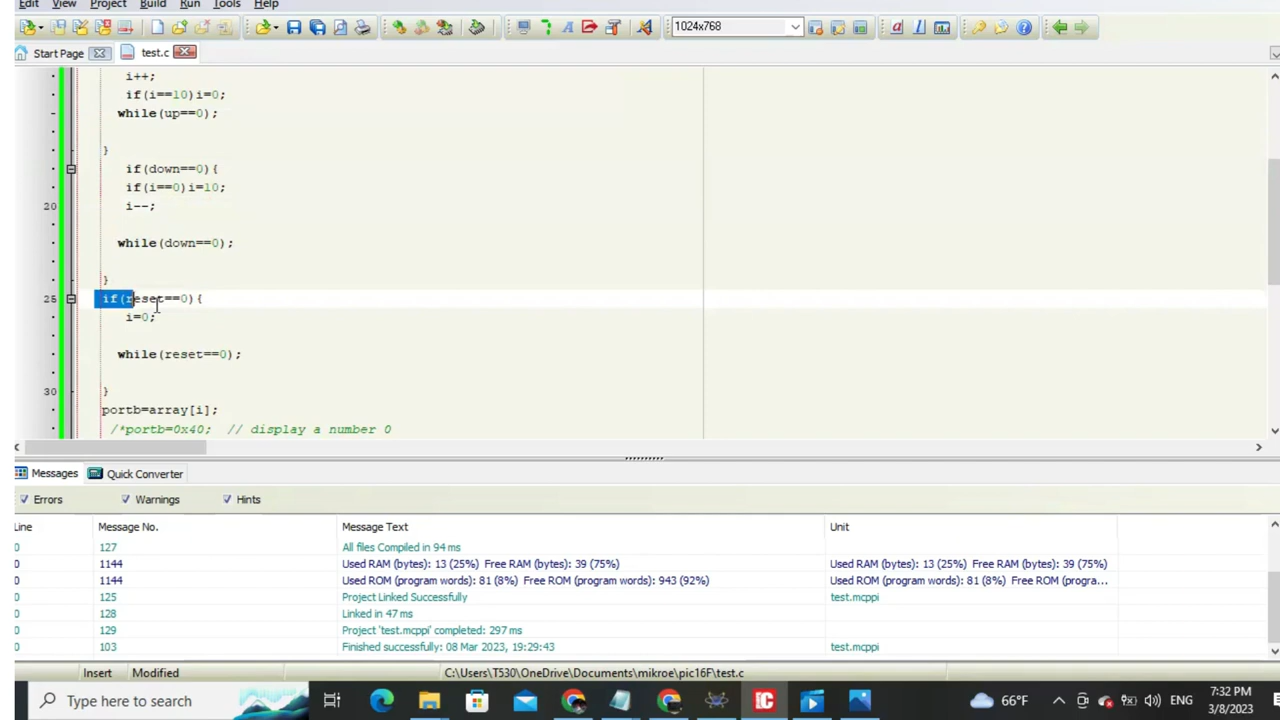 Edit View Project Build Run Tools Help
1024x768
Start Page test.c
i++;
if(i==10)i=0;
while(up==0);
}
if(down==0){
if(i==0)i=10;
20 i--;
while(down==0);
}
25 if(reset==0){
i=0;
while(reset==0);
30 }
portb=array[i];
/*portb=0x40; // display a number 0
Messages Quick Converter
Errors Warnings Hints
Line Message No. Message Text Unit
0 127 All files Compiled in 94 ms
0 1144 Used RAM (bytes): 13 (25%) Free RAM (bytes): 39 (75%) Used RAM (bytes): 13 (25%) Free RAM (bytes): 39 (75%)
0 1144 Used ROM (program words): 81 (8%) Free ROM (program words): 943 (92%) Used ROM (program words): 81 (8%) Free ROM (progra...
0 125 Project Linked Successfully test.mcppi
0 128 Linked in 47 ms
0 129 Project 'test.mcppi' completed: 297 ms
0 103 Finished successfully: 08 Mar 2023, 19:29:43 test.mcppi
Insert Modified C:\Users\T530\OneDrive\Documents\mikroe\pic16F\test.c
Type here to search 66°F ENG 7:32 PM
3/8/2023